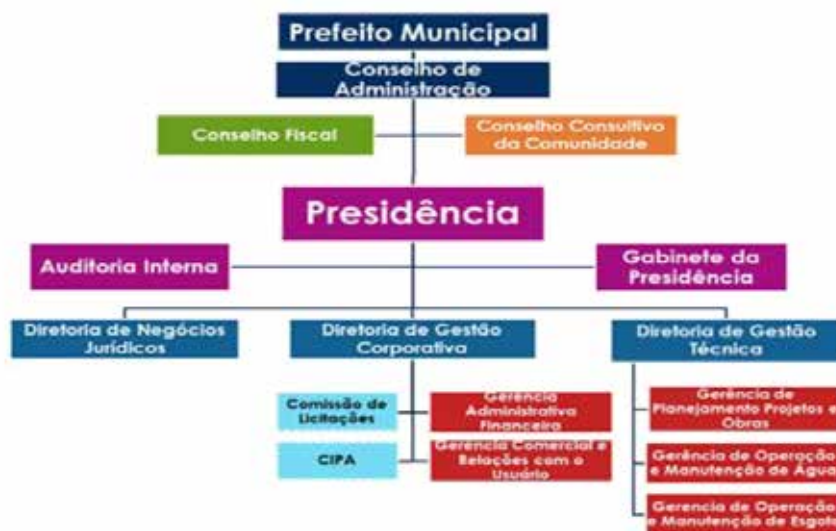 Prefeito Municipal
Conselho de
Administração
Conselho Fiscal
Conselho Consultivo
da Comunidade
Presidência
Auditoria Interna
Gabinete da
Presidência
Diretoria de Negócios
Jurídicos
Diretoria de Gestão
Corporativa
Diretoria de Gestão
Técnica
Comissão de
Licitações
Gerência
Administrativa
Financeira
CIPA
Gerência Comercial e
Relações com o
Usuário
Gerência de
Planejamento Projetos e
Obras
Gerência de Operação
e Manutenção de Água
Gerencia de Operação
e Manutenção de Esgoto